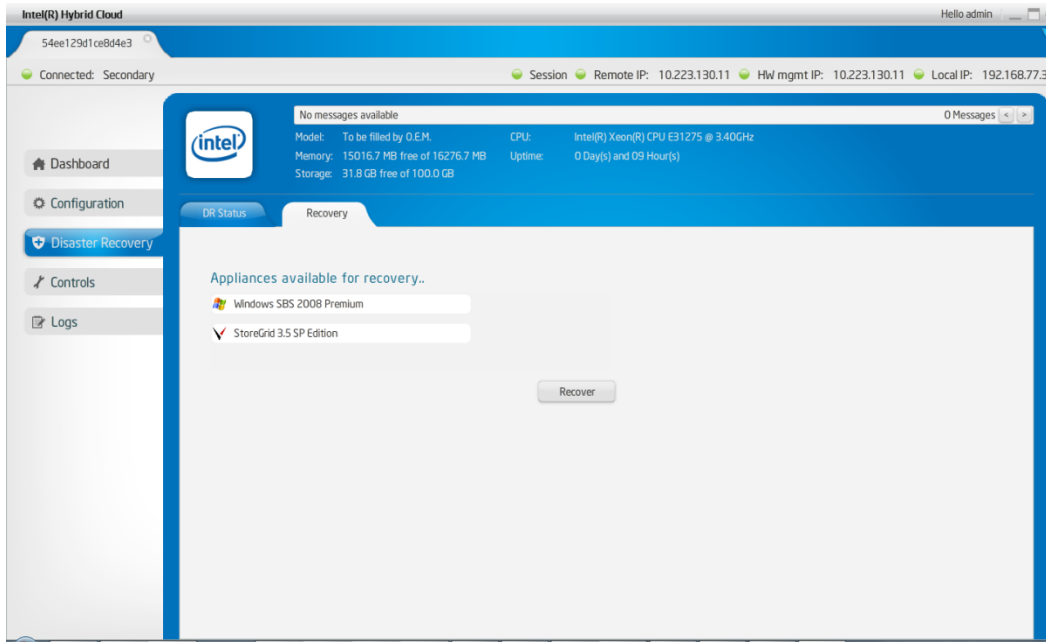 Intel(R) Hybrid Cloud Hello admin
54ee129d1ce8d4e3
Connected: Secondary Session Remote IP: 10.223.130.11 HW mgmt IP: 10.223.130.11 Local IP: 192.168.77.3
No messages available 0 Messages < >
intel
Model: To be filled by O.E.M. CPU: Intel(R) Xeon(R) CPU E31275 @ 3.40GHz
Memory: 15016.7 MB free of 16276.7 MB Uptime: 0 Day(s) and 09 Hour(s)
Storage: 31.8 GB free of 100.0 GB
Dashboard
Configuration
Disaster Recovery
Controls
Logs
DR Status Recovery
Appliances available for recovery..
Windows SBS 2008 Premium
StoreGrid 3.5 SP Edition
Recover